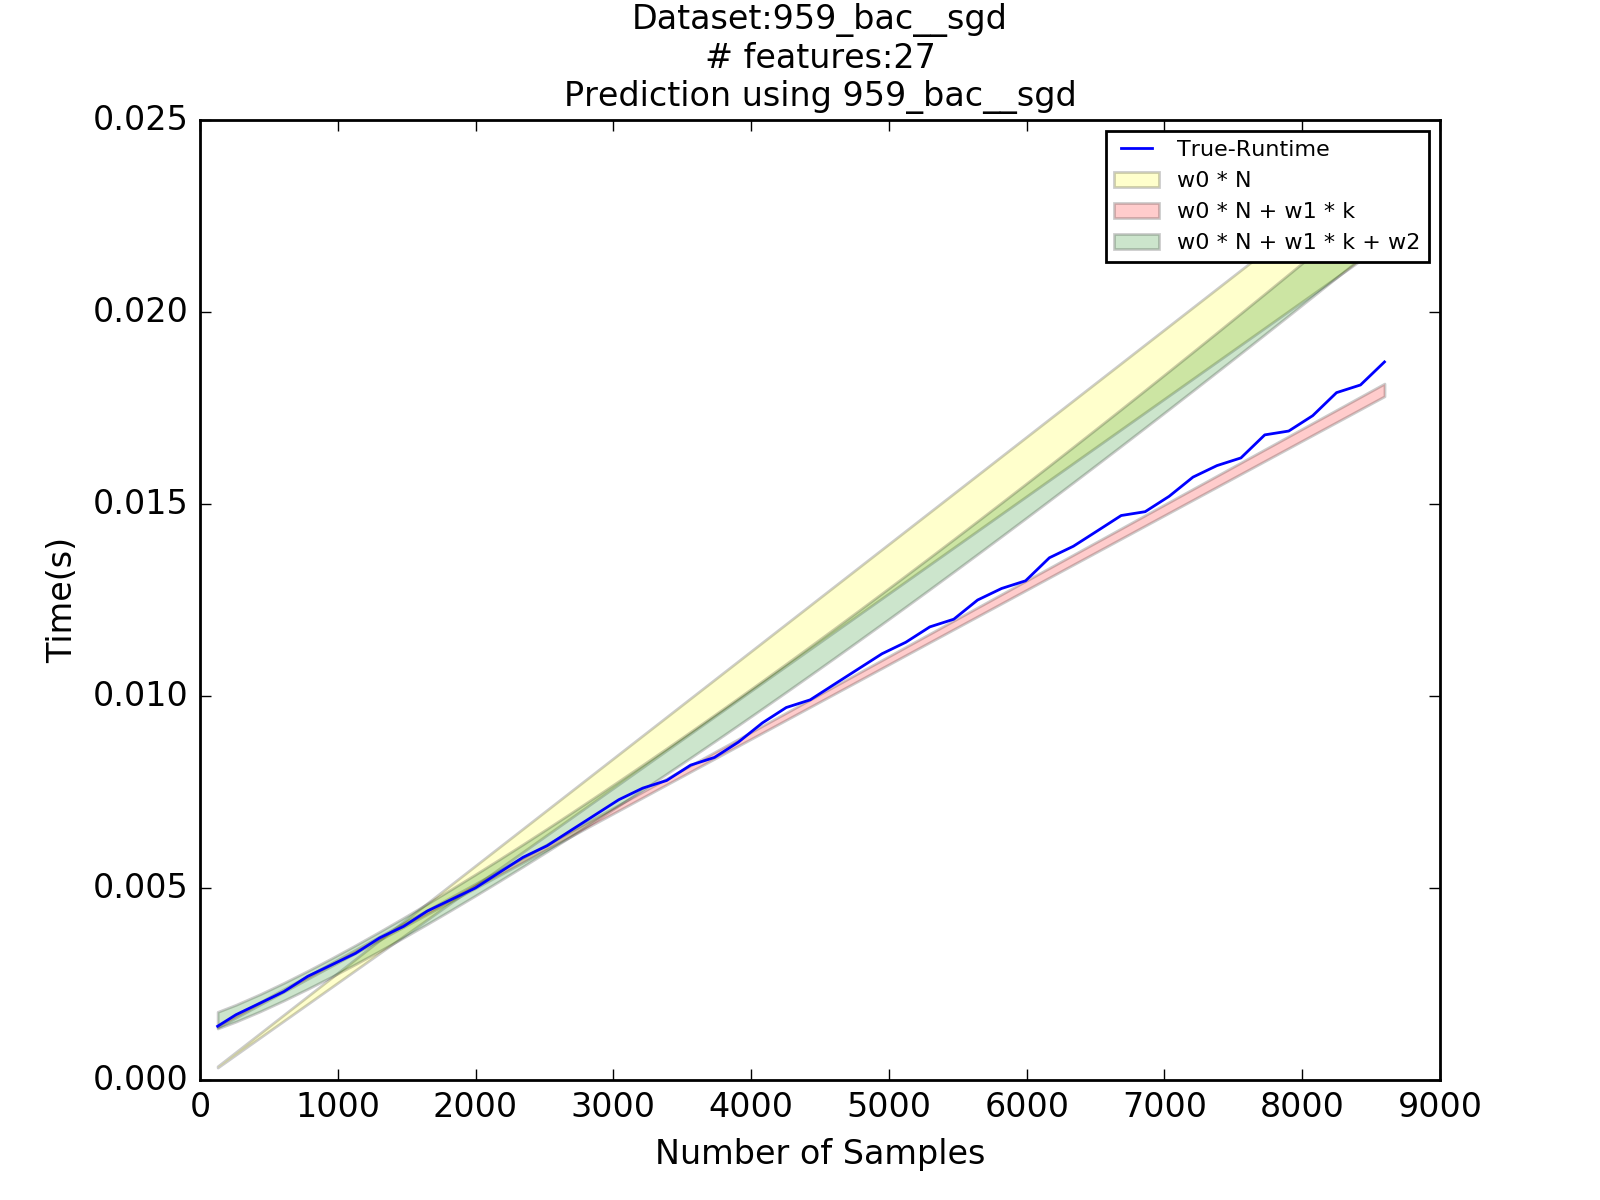 Dataset:959_bac__sgd
# features:27
Prediction using 959_bac__sgd
0.025
0.020
0.015
0.010
0.005
0.000
Time(s)
True-Runtime
w0 * N
w0 * N + w1 * k
w0 * N + w1 * k + w2
0 1000 2000 3000 4000 5000 6000 7000 8000 9000
Number of Samples